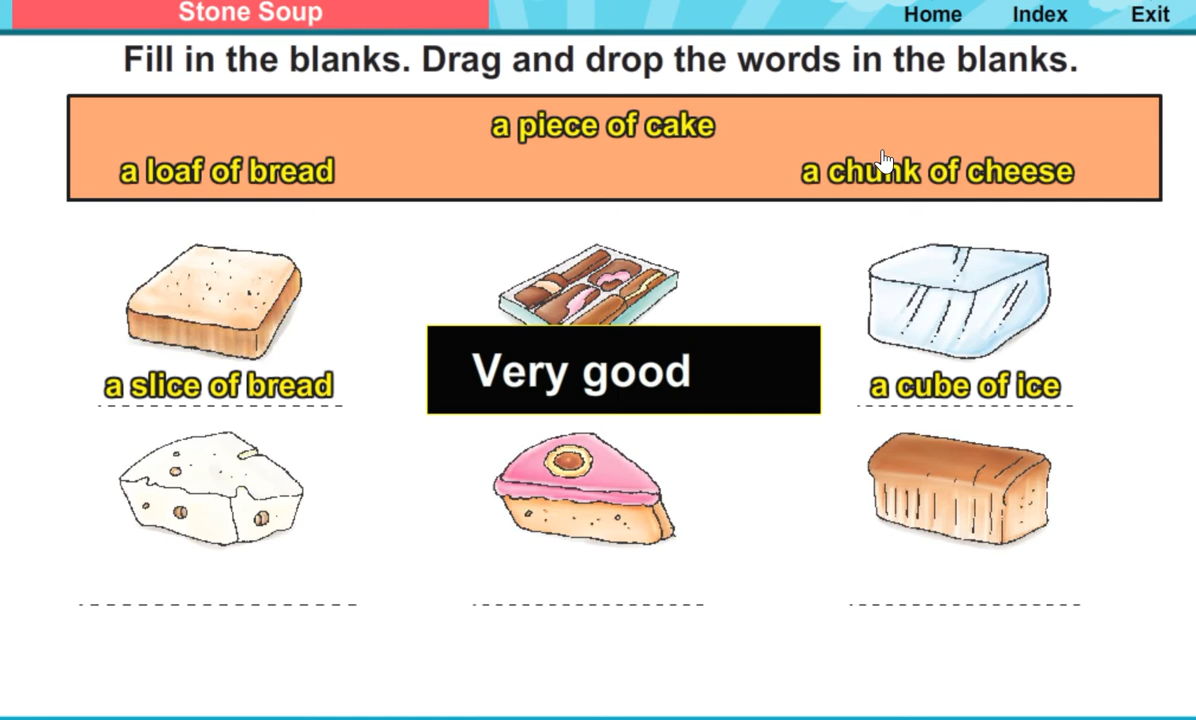 Stone Soup
Home Index Exit
Fill in the blanks. Drag and drop the words in the blanks.
a piece of cake
a loaf of bread
a chunk of cheese
Very good
a slice of bread
a cube of ice